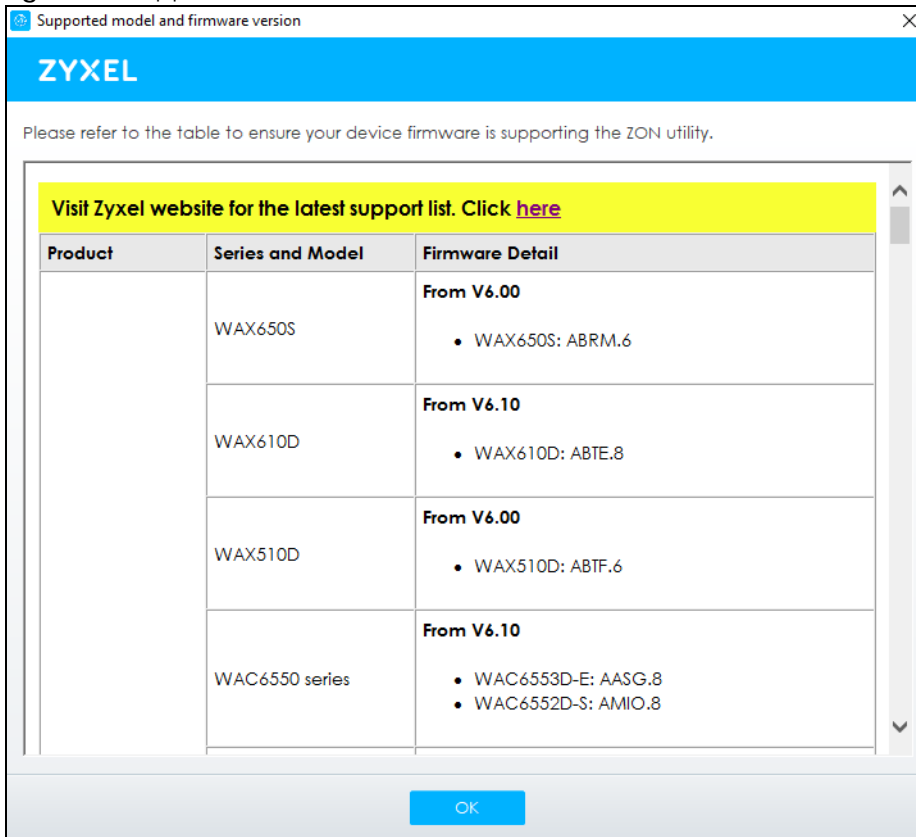 Supported model and firmware version
ZYXEL
Please refer to the table to ensure your device firmware is supporting the ZON utility.
Visit Zyxel website for the latest support list. Click here
Product Series and Model Firmware Detail
WAX650S
From V6.00
• WAX650S: ABRM.6
WAX610D
From V6.10
• WAX610D: ABTE.8
WAX510D
From V6.00
• WAX510D: ABTF.6
WAC6550 series
From V6.10
• WAC6553D-E: AASG.8
• WAC6552D-S: AMIO.8
OK